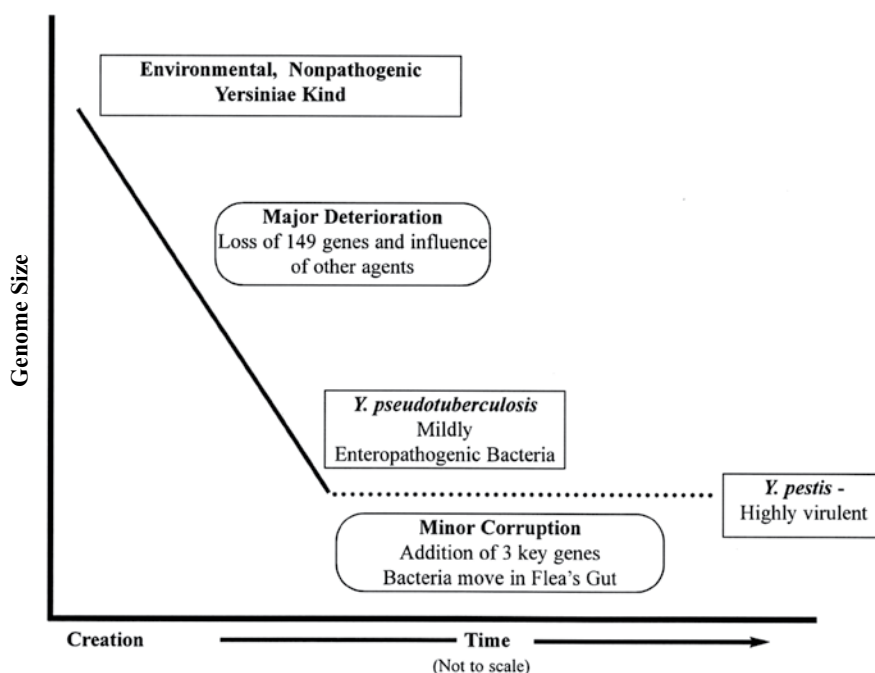 Environmental, Nonpathogenic
Yersiniae Kind
Major Deterioration
Loss of 149 genes and influence
of other agents
Genome Size
Y. pseudotuberculosis
Mildly
Enteropathogenic Bacteria
Y. pestis -
Highly virulent
Minor Corruption
Addition of 3 key genes
Bacteria move in Flea's Gut
Creation
Time
(Not to scale)